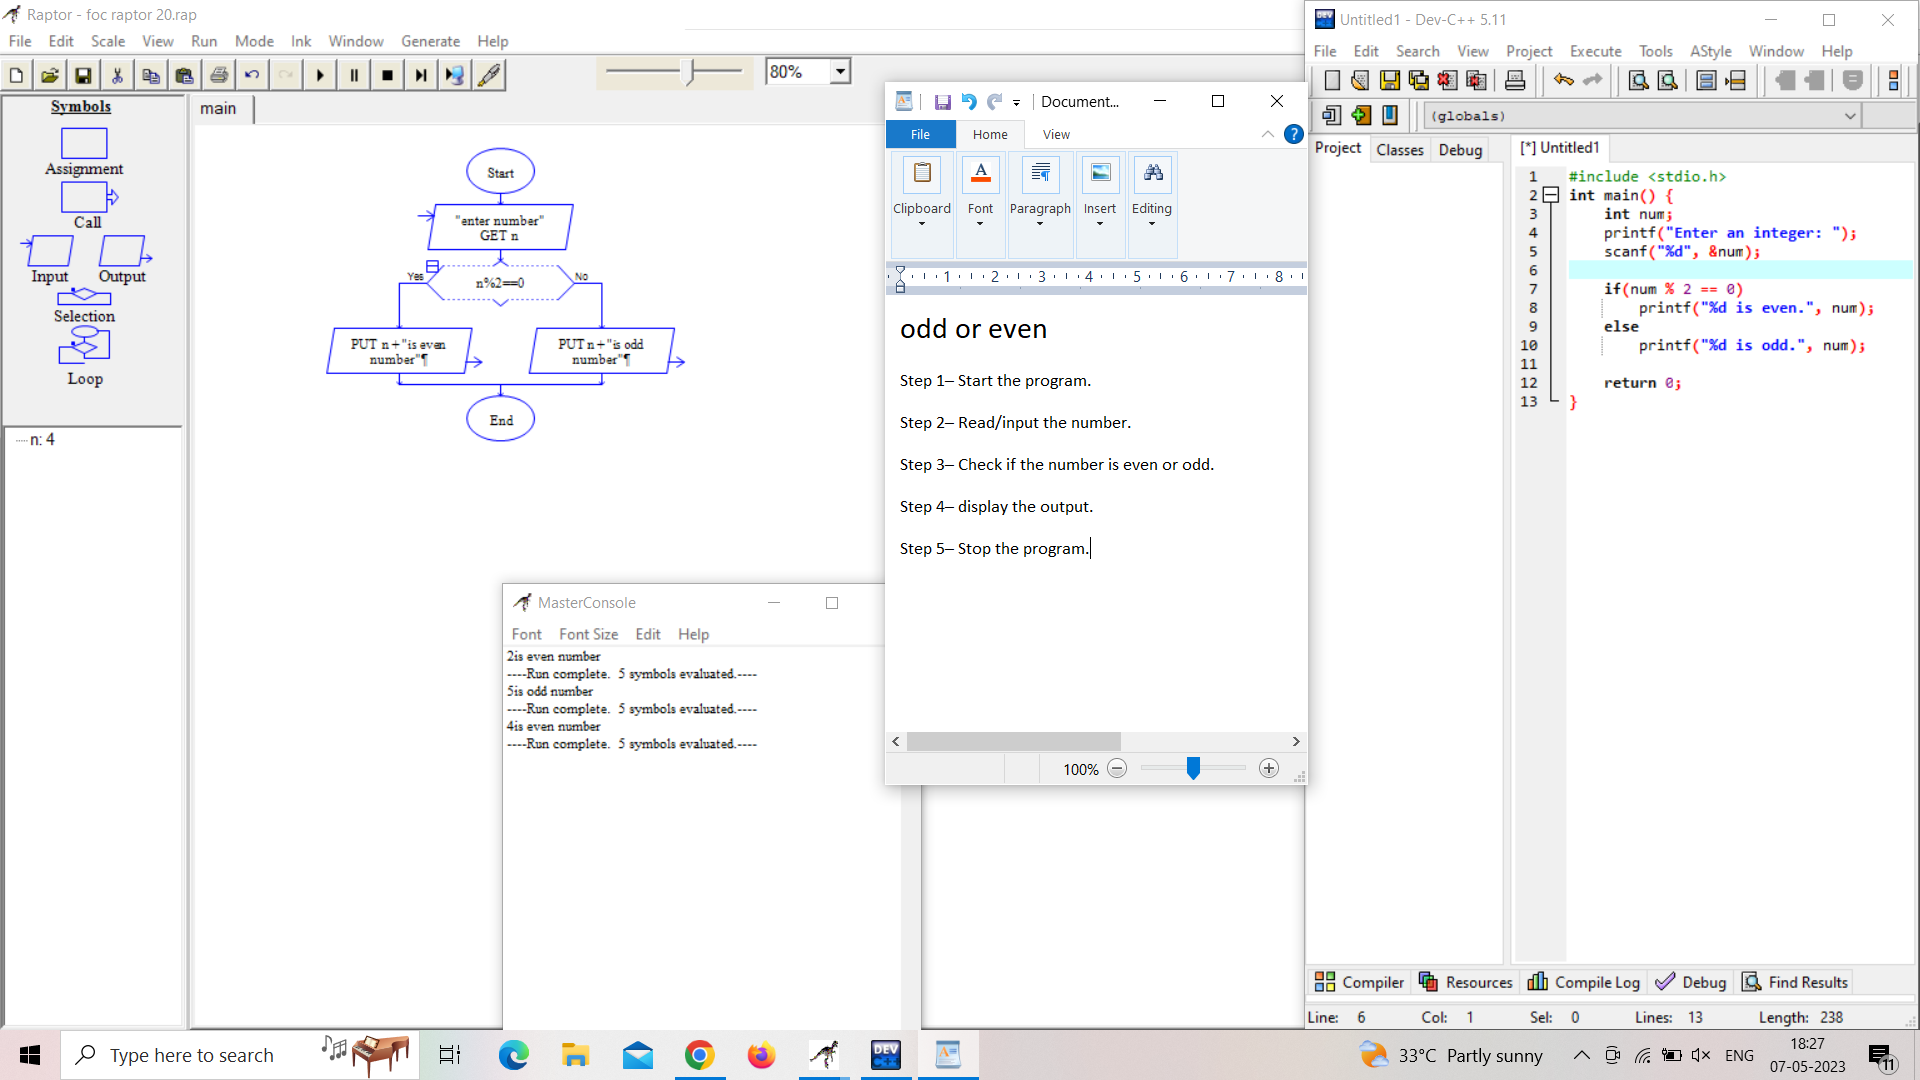 Raptor - foc raptor 20.rap
File Edit Scale View Run Mode Ink Window Generate Help
80%
Symbols
Assignment
Call
Input Output
Selection
Loop
n: 4
main
Start
"enter number"
GET n
Yes
n%2==0
No
PUT n+"is even
number"¶
PUT n+"is odd
number"¶
End
MasterConsole
Font Font Size Edit Help
2is even number
----Run complete. 5 symbols evaluated.----
5is odd number
----Run complete. 5 symbols evaluated.----
4is even number
----Run complete. 5 symbols evaluated.----
Document...
File Home View
Clipboard Font Paragraph Insert Editing
1 2 3 4 5 6 7 8
odd or even
Step 1– Start the program.
Step 2– Read/input the number.
Step 3– Check if the number is even or odd.
Step 4– display the output.
Step 5– Stop the program.
100%
Untitled1 - Dev-C++ 5.11
File Edit Search View Project Execute Tools AStyle Window Help
(globals)
Project Classes Debug
[*] Untitled1
1 #include <stdio.h>
2 int main() {
3 int num;
4 printf("Enter an integer: ");
5 scanf("%d", &num);
6
7 if(num % 2 == 0)
8 printf("%d is even.", num);
9 else
10 printf("%d is odd.", num);
11
12 return 0;
13 }
Compiler Resources Compile Log Debug Find Results
Line: 6 Col: 1 Sel: 0 Lines: 13 Length: 238
Type here to search
DEV C++
33°C Partly sunny
ENG
18:27
07-05-2023
11